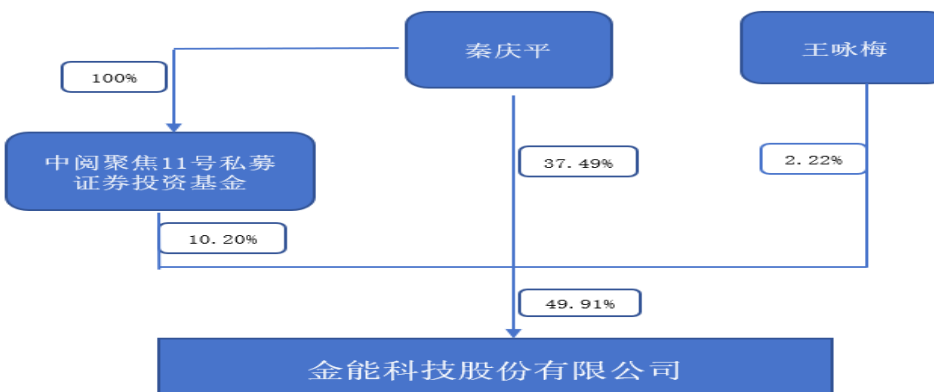 秦庆平
王咏梅
100%
中阅聚焦11号私募
证券投资基金
37.49%
2.22%
10.20%
49.91%
金能科技股份有限公司